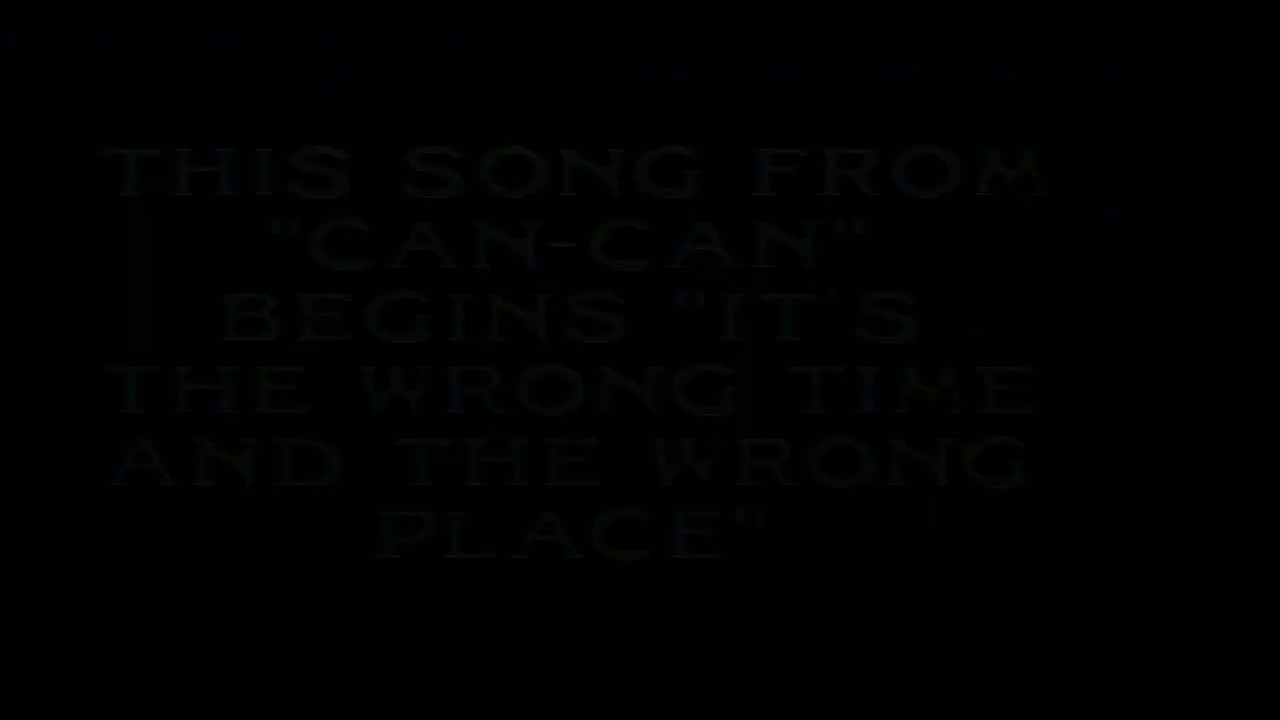 THIS SONG FROM
"CAN-CAN"
BEGINS "IT'S
THE WRONG TIME
AND THE WRONG
PLACE"